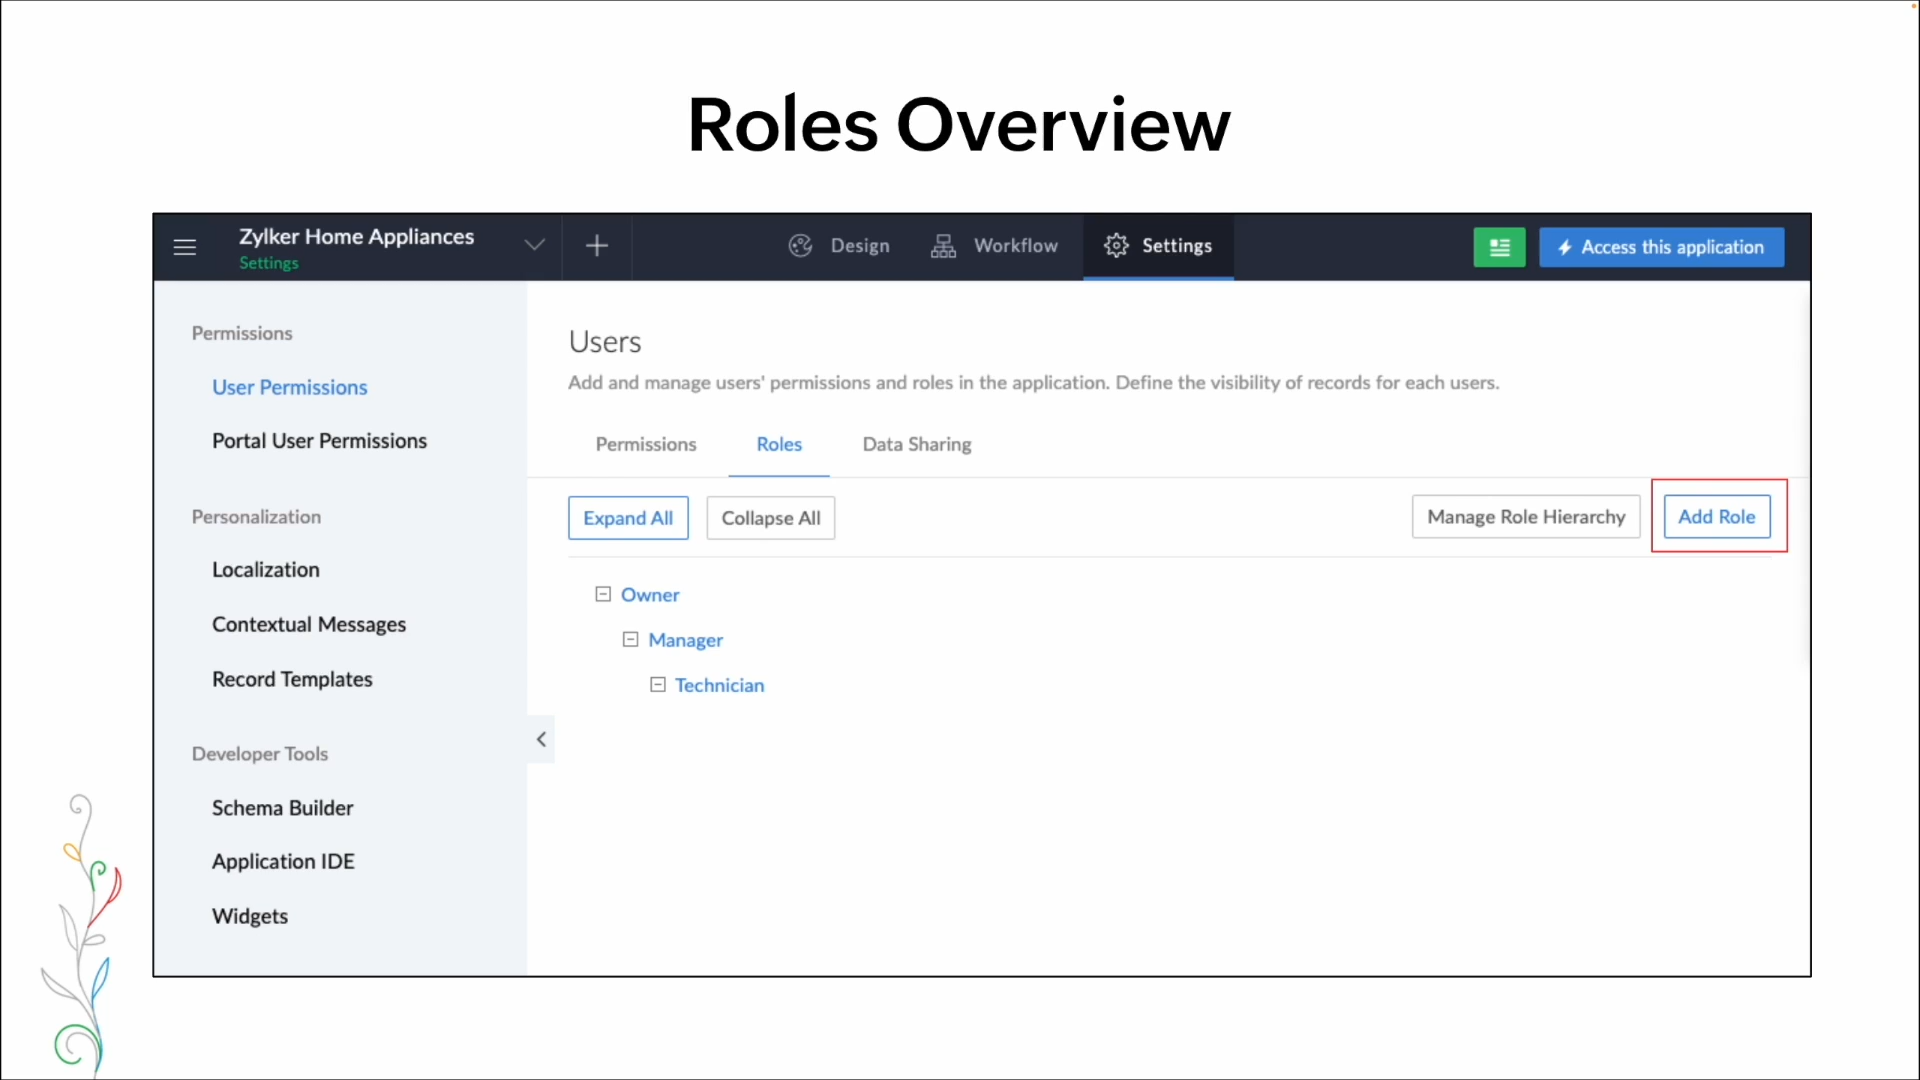 Roles Overview
Zylker Home Appliances
Settings
Design
Workflow
Settings
Access this application
Permissions
User Permissions
Portal User Permissions
Personalization
Localization
Contextual Messages
Record Templates
Developer Tools
Schema Builder
Application IDE
Widgets
Users
Add and manage users' permissions and roles in the application. Define the visibility of records for each users.
Permissions
Roles
Data Sharing
Expand All
Collapse All
Manage Role Hierarchy
Add Role
Owner
Manager
Technician